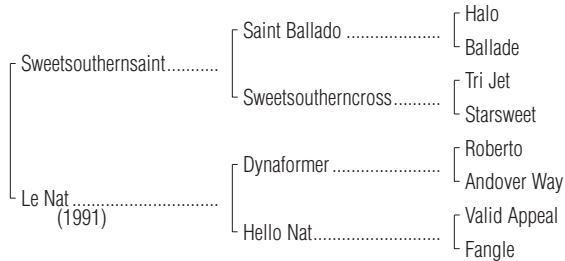 Halo
Saint Ballado ....................
Ballade
Sweetsouthernsaint...........
Tri Jet
Sweetsoutherncross..........
Starsweet
Roberto
Dynaformer .......................
Andover Way
Le Nat ...............................
(1991)
Valid Appeal
Hello Nat...........................
Fangle